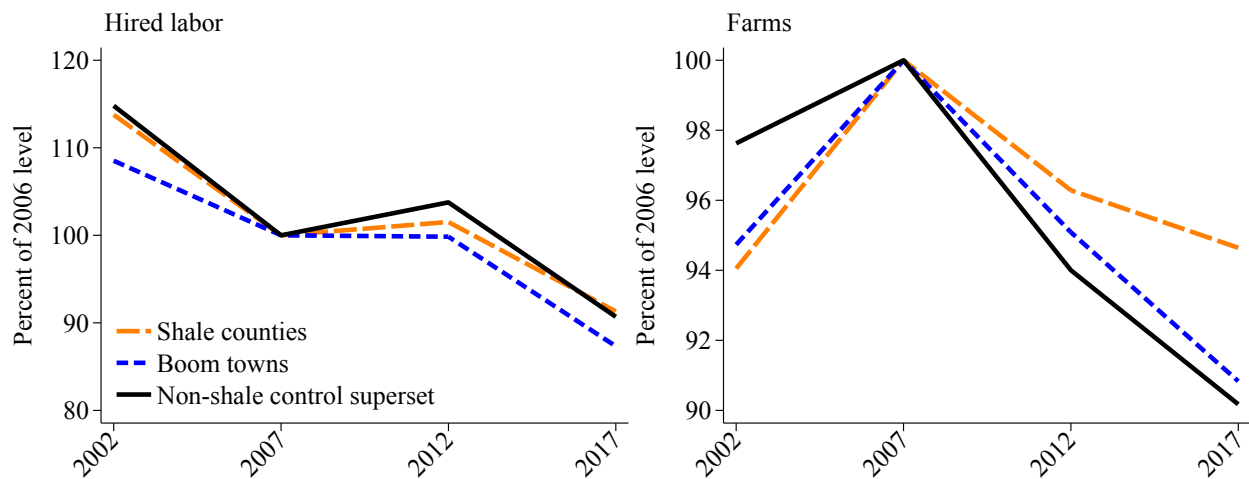 Hired labor
Percent of 2006 level
120
110
100
90
80
Shale counties
Boom towns
Non-shale control superset
2002
2007
2012
2017
Farms
Percent of 2006 level
100
98
96
94
92
90
2002
2007
2012
2017